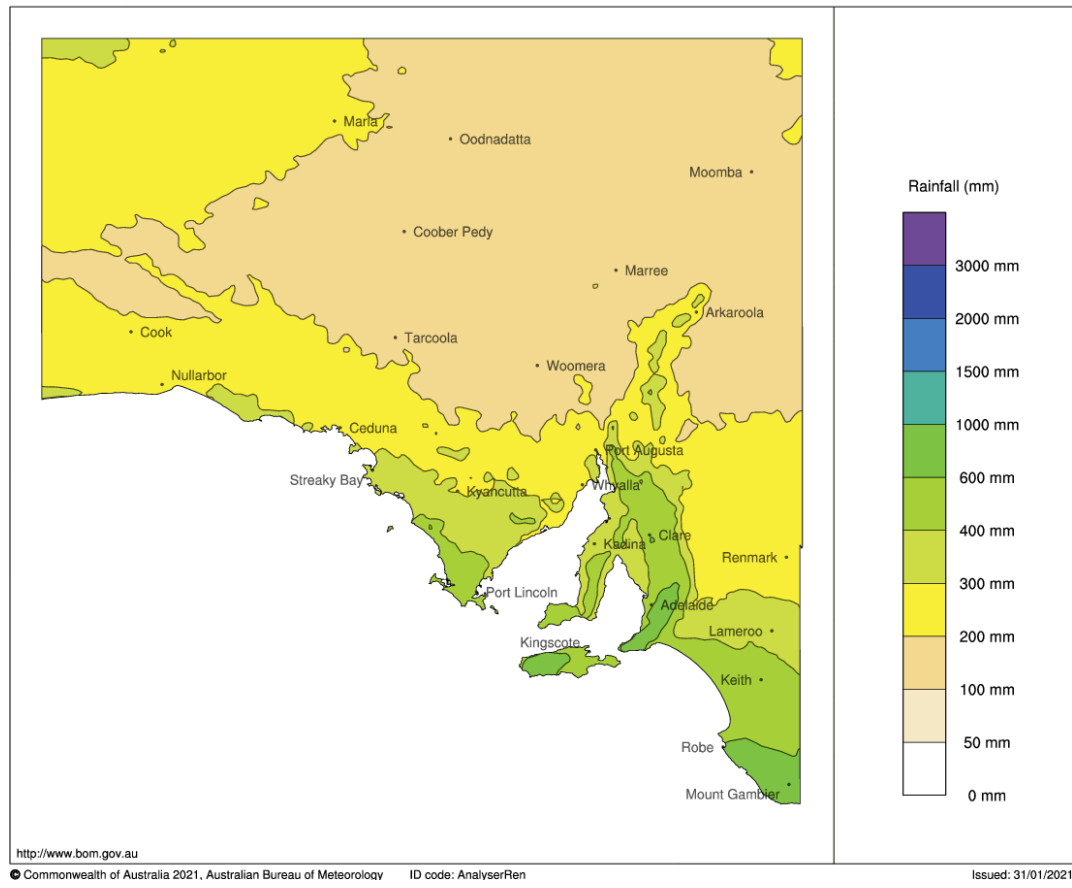 Marla
Oodnadatta
Moomba
Coober Pedy
Marree
Arkaroola
Cook
Tarcoola
Woomera
Nullarbor
Ceduna
Port Augusta
Streaky Bay
Kyancutta
Whyalla
Kadina
Clare
Renmark
Port Lincoln
Adelaide
Lameroo
Kingscote
Keith
Robe
Mount Gambier
Rainfall (mm)
3000 mm
2000 mm
1500 mm
1000 mm
600 mm
400 mm
300 mm
200 mm
100 mm
50 mm
0 mm
http://www.bom.gov.au
© Commonwealth of Australia 2021, Australian Bureau of Meteorology ID code: AnalyserRen Issued: 31/01/2021